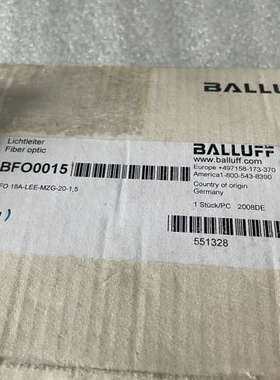 BALLUFF
Lichtleiter
Fiber optic
BFO0015
FO 18A-LEE-MZG-20-1,5
BALLUFF
www.balluff.com
Europe +497158-173-370
America1-800-543-8390
Country of origin
Germany
1 Stück/PC 2008DE
551328